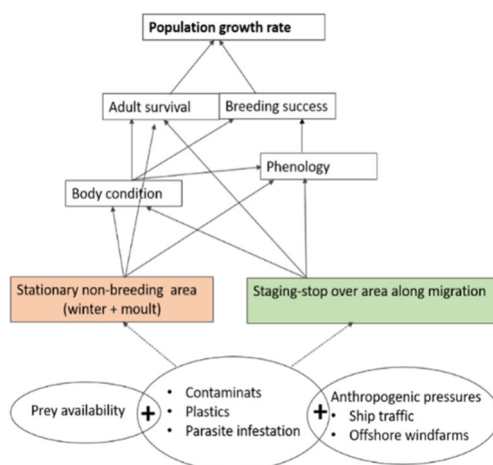 Population growth rate
Adult survival
Breeding success
Phenology
Body condition
Stationary non-breeding area
(winter + moult)
Staging-stop over area along migration
Prey availability
+
• Contaminats
• Plastics
• Parasite infestation
+
Anthropogenic pressures
• Ship traffic
• Offshore windfarms